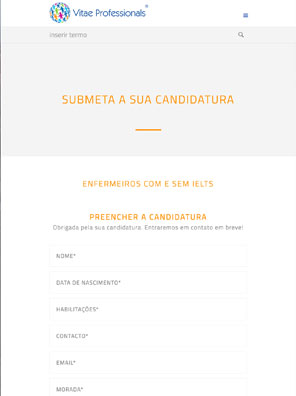 Vitae Professionals®
inserir termo
SUBMETA A SUA CANDIDATURA
ENFERMEIROS COM E SEM IELTS
PREENCHER A CANDIDATURA
Obrigada pela sua candidatura. Entraremos em contato em breve!
NOME*
DATA DE NASCIMENTO*
HABILITAÇÕES*
CONTACTO*
EMAIL*
MORADA*